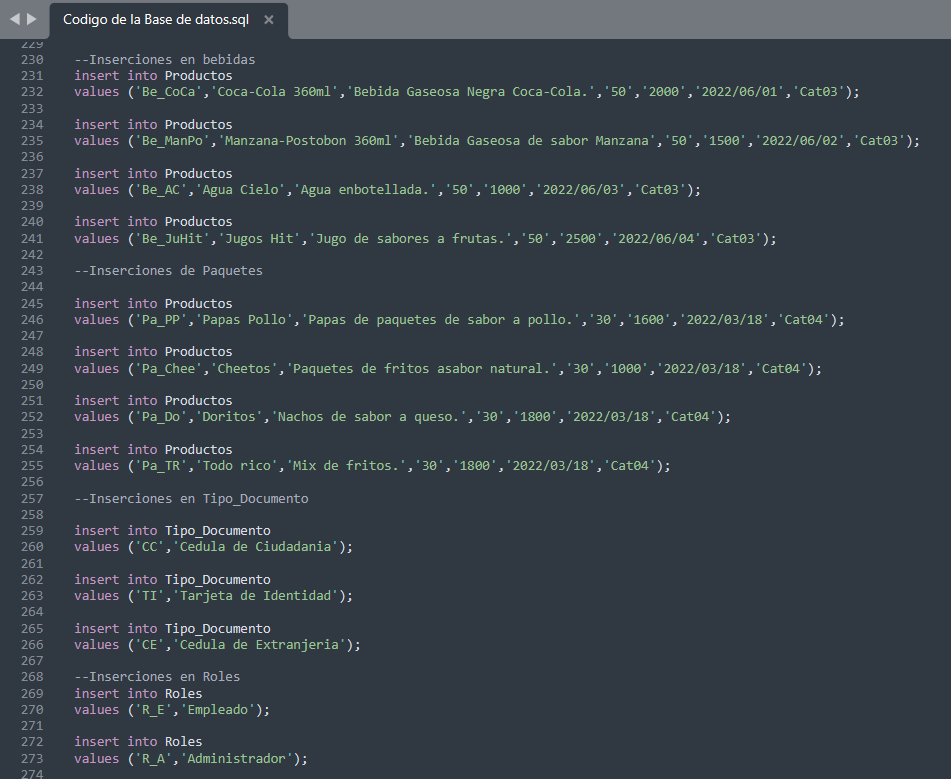 Codigo de la Base de datos.sql ×
229
230 --Inserciones en bebidas
231 insert into Productos
232 values ('Be_CoCa','Coca-Cola 360ml','Bebida Gaseosa Negra Coca-Cola.','50','2000','2022/06/01','Cat03');
233
234 insert into Productos
235 values ('Be_ManPo','Manzana-Postobon 360ml','Bebida Gaseosa de sabor Manzana','50','1500','2022/06/02','Cat03');
236
237 insert into Productos
238 values ('Be_AC','Agua Cielo','Agua enbotellada.','50','1000','2022/06/03','Cat03');
239
240 insert into Productos
241 values ('Be_JuHit','Jugos Hit','Jugo de sabores a frutas.','50','2500','2022/06/04','Cat03');
242
243 --Inserciones de Paquetes
244
245 insert into Productos
246 values ('Pa_PP','Papas Pollo','Papas de paquetes de sabor a pollo.','30','1600','2022/03/18','Cat04');
247
248 insert into Productos
249 values ('Pa_Chee','Cheetos','Paquetes de fritos asabor natural.','30','1000','2022/03/18','Cat04');
250
251 insert into Productos
252 values ('Pa_Do','Doritos','Nachos de sabor a queso.','30','1800','2022/03/18','Cat04');
253
254 insert into Productos
255 values ('Pa_TR','Todo rico','Mix de fritos.','30','1800','2022/03/18','Cat04');
256
257 --Inserciones en Tipo_Documento
258
259 insert into Tipo_Documento
260 values ('CC','Cedula de Ciudadania');
261
262 insert into Tipo_Documento
263 values ('TI','Tarjeta de Identidad');
264
265 insert into Tipo_Documento
266 values ('CE','Cedula de Extranjeria');
267
268 --Inserciones en Roles
269 insert into Roles
270 values ('R_E','Empleado');
271
272 insert into Roles
273 values ('R_A','Administrador');
274